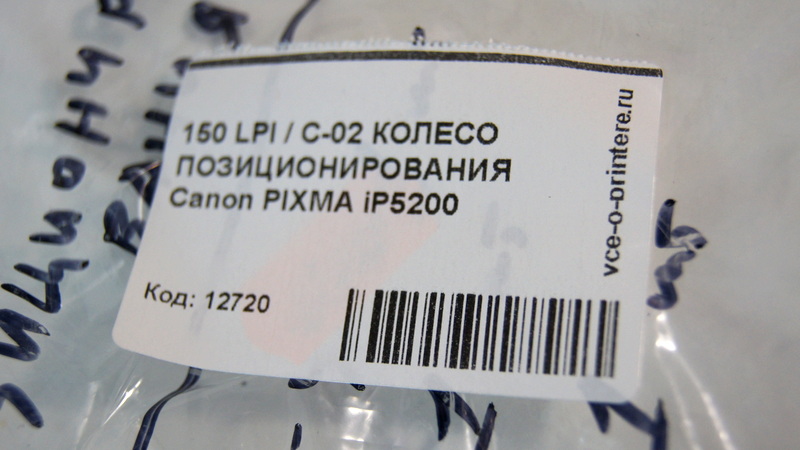 150 LPI / C-02 КОЛЕСО
ПОЗИЦИОНИРОВАНИЯ
Canon PIXMA iP5200
Код: 12720
vce-o-printere.ru